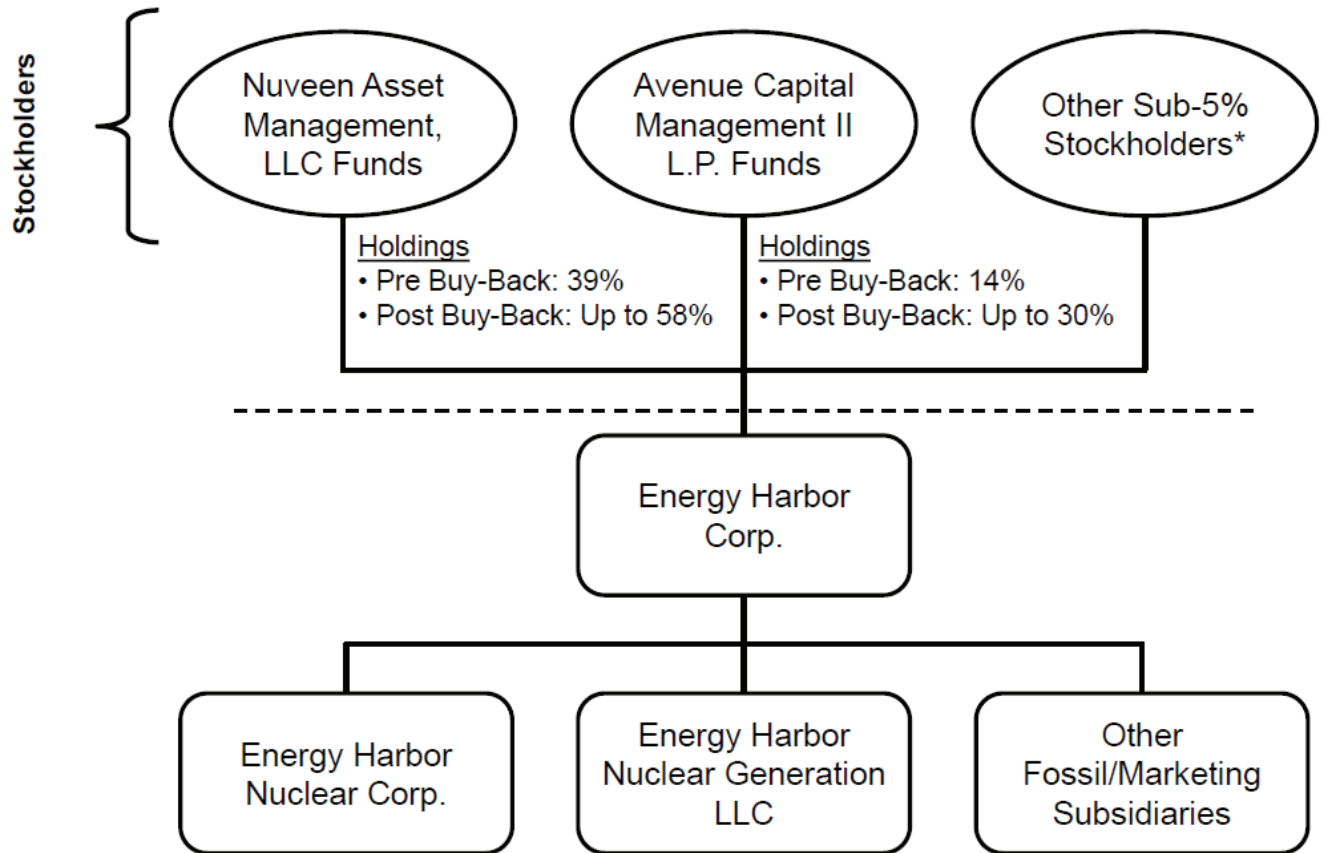 Stockholders
Nuveen Asset
Management,
LLC Funds
Avenue Capital
Management II
L.P. Funds
Other Sub-5%
Stockholders*
Holdings
• Pre Buy-Back: 39%
• Post Buy-Back: Up to 58%
Holdings
• Pre Buy-Back: 14%
• Post Buy-Back: Up to 30%
Energy Harbor
Corp.
Energy Harbor
Nuclear Corp.
Energy Harbor
Nuclear Generation
LLC
Other
Fossil/Marketing
Subsidiaries